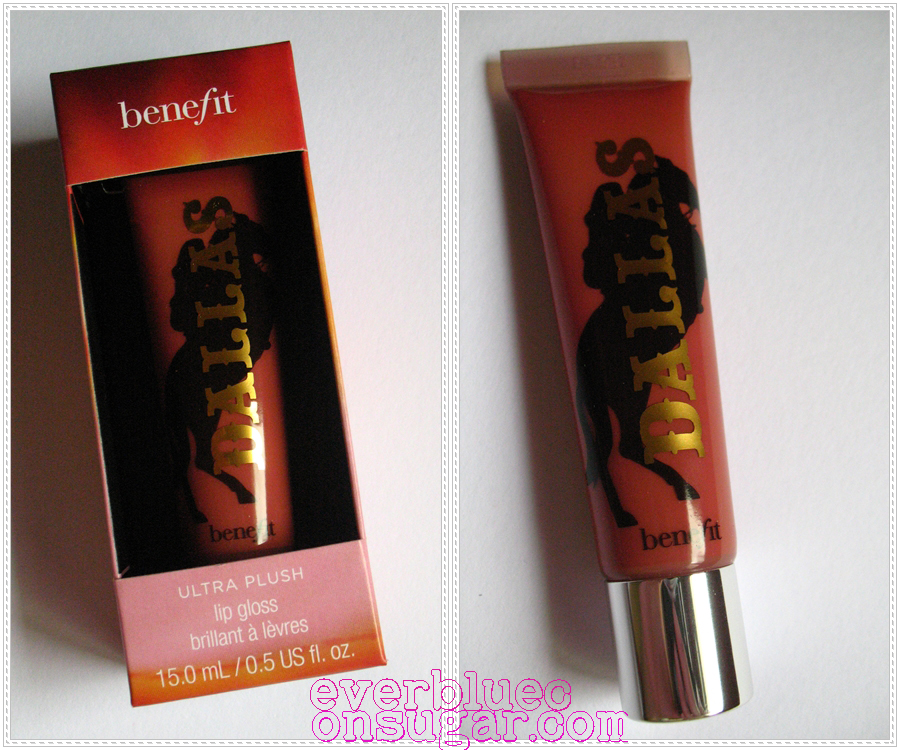 benefit
DALLAS
benefit
ULTRA PLUSH
lip gloss
brillant à lèvres
15.0 mL / 0.5 US fl. oz.
DALLAS
benefit
everbluec
onsugar.com